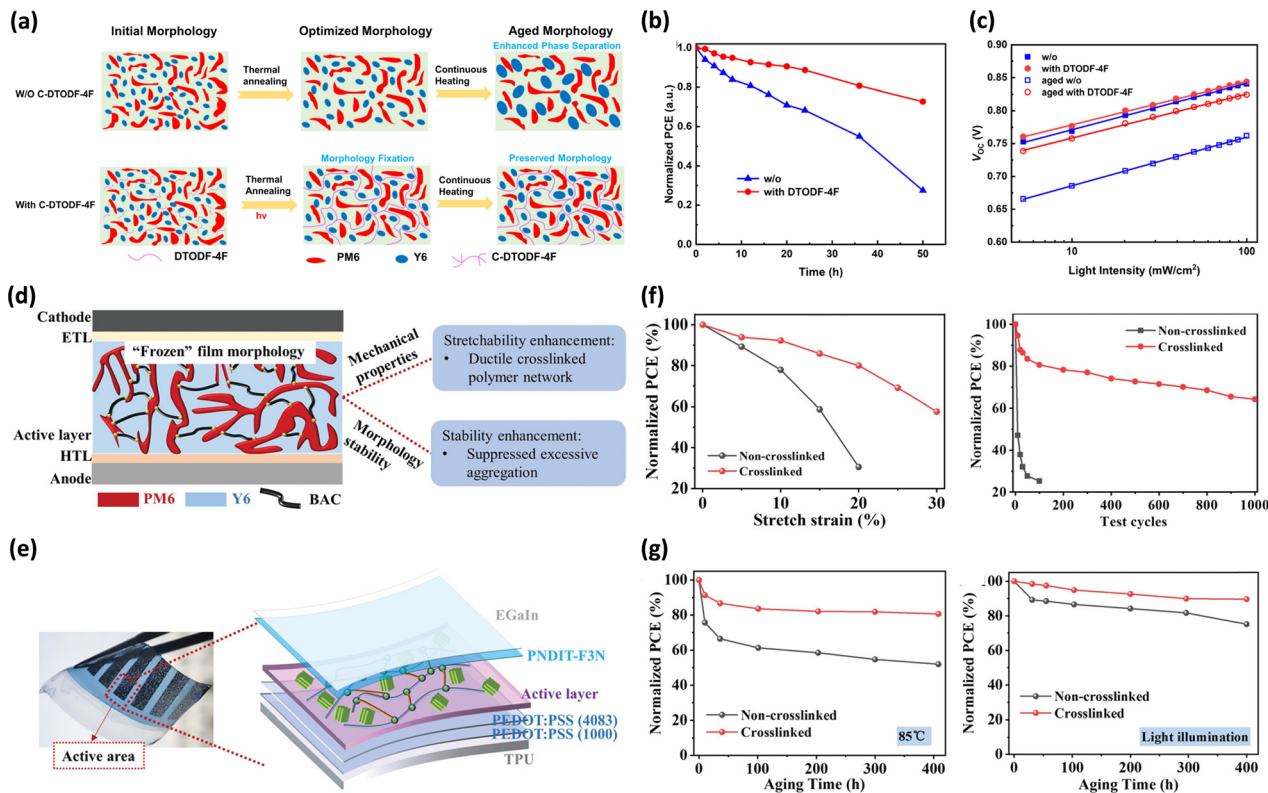 (a)
Initial Morphology
Optimized Morphology
Aged Morphology
Enhanced Phase Separation
W/O C-DTODF-4F
Thermal
annealing
Continuous
Heating
Morphology Fixation
Preserved Morphology
With C-DTODF-4F
Thermal
Annealing
hv
Continuous
Heating
DTODF-4F
PM6
Y6
C-DTODF-4F
(b)
Normalized PCE (a.u.)
1.0
0.8
0.6
0.4
0.2
0.0
w/o
with DTODF-4F
0 10 20 30 40 50
Time (h)
(c)
VOC (V)
0.90
0.85
0.80
0.75
0.70
0.65
0.60
w/o
with DTODF-4F
aged w/o
aged with DTODF-4F
10 100
Light Intensity (mW/cm²)
(d)
Cathode
ETL
“Frozen” film morphology
Active layer
HTL
Anode
PM6
Y6
BAC
Mechanical
properties
Morphology
stability
Stretchability enhancement:
• Ductile crosslinked
polymer network
Stability enhancement:
• Suppressed excessive
aggregation
(f)
Normalized PCE (%)
120
100
80
60
40
20
Non-crosslinked
Crosslinked
0 10 20 30
Stretch strain (%)
Normalized PCE (%)
100
80
60
40
20
Non-crosslinked
Crosslinked
0 200 400 600 800 1000
Test cycles
(e)
Active area
EGaIn
PNDIT-F3N
Active layer
PEDOT:PSS (4083)
PEDOT:PSS (1000)
TPU
(g)
Normalized PCE (%)
100
80
60
40
20
0
Non-crosslinked
Crosslinked
85℃
0 100 200 300 400
Aging Time (h)
Normalized PCE (%)
100
80
60
40
20
0
Non-crosslinked
Crosslinked
Light illumination
0 100 200 300 400
Aging Time (h)